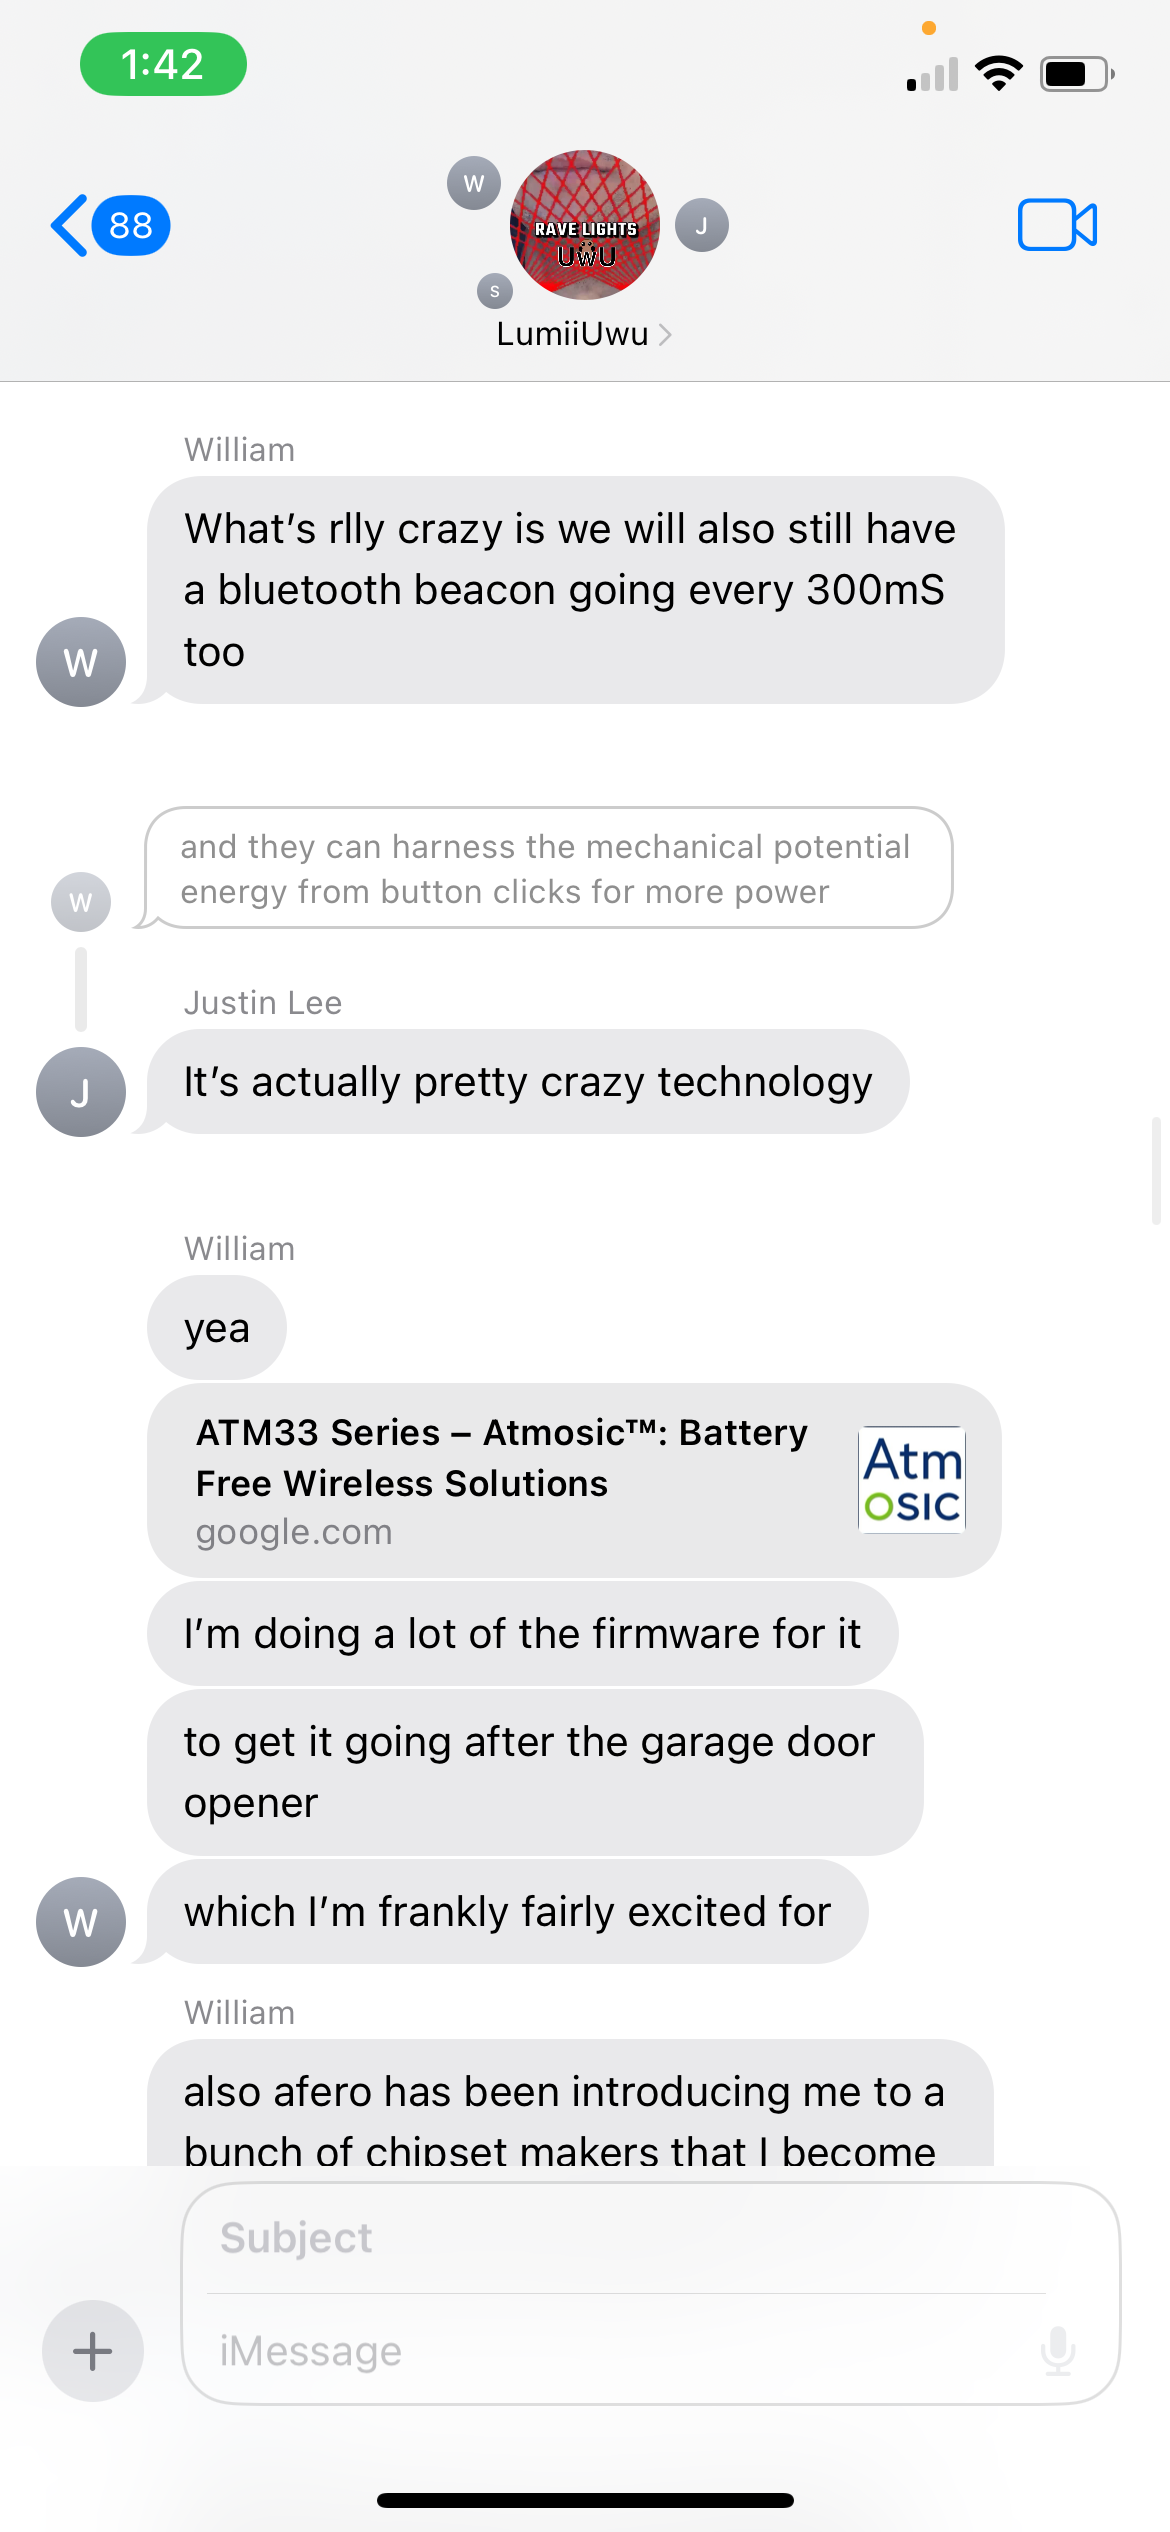 1:42
88
W
J
S
RAVE LIGHTS
UWU
LumiiUwu
William
What’s rlly crazy is we will also still have
a bluetooth beacon going every 300mS
too
W
and they can harness the mechanical potential
energy from button clicks for more power
W
Justin Lee
It’s actually pretty crazy technology
J
William
yea
ATM33 Series – Atmosic™: Battery
Free Wireless Solutions
google.com
Atm
osic
I’m doing a lot of the firmware for it
to get it going after the garage door
opener
which I’m frankly fairly excited for
W
William
also afero has been introducing me to a
bunch of chipset makers that I become
Subject
iMessage